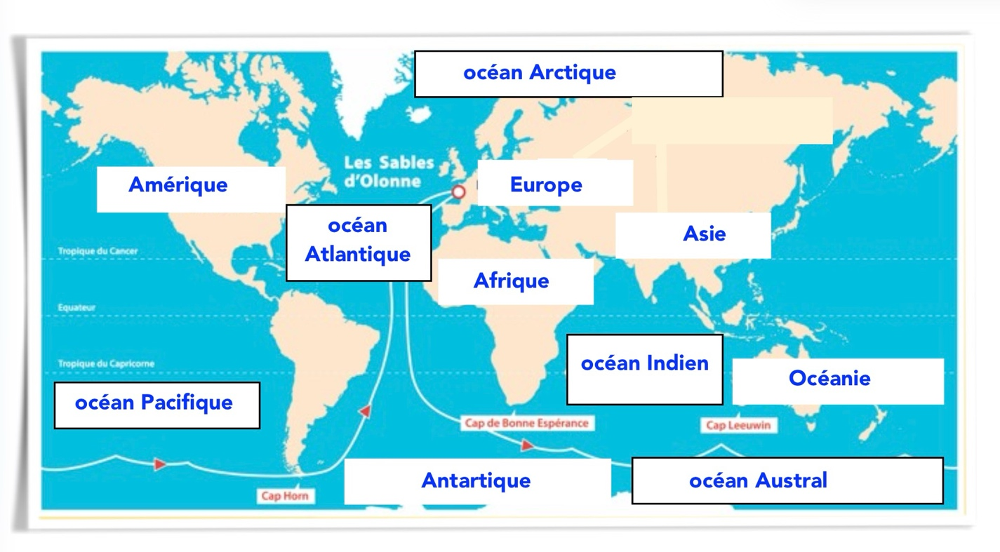 océan Arctique
Les Sables
d'Olonne
Amérique
Europe
océan
Atlantique
Asie
Tropique du Cancer
Afrique
Equateur
océan Indien
Tropique du Capricorne
Océanie
océan Pacifique
Cap de Bonne Espérance
Cap Leeuwin
Antartique
océan Austral
Cap Horn